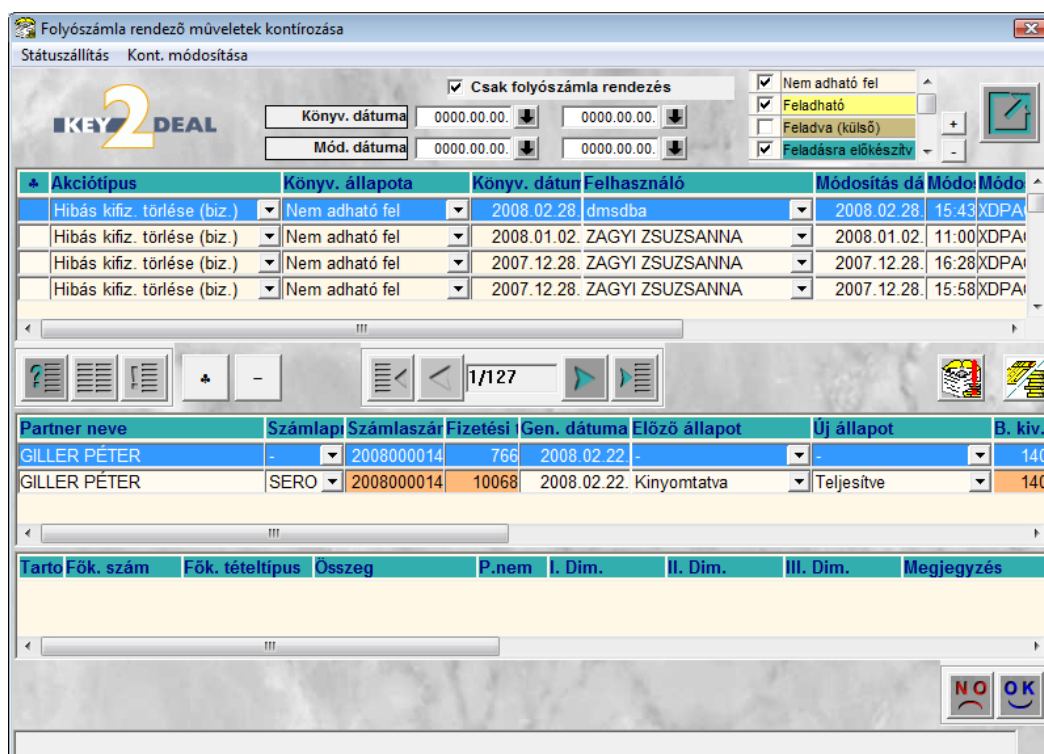 Folyószámla rendező műveletek kontírozása
Státuszállítás Kont. módosítása
KEY 2 DEAL
Csak folyószámla rendezés
Könyv. dátuma 0000.00.00. 0000.00.00.
Mód. dátuma 0000.00.00. 0000.00.00.
Nem adható fel
Feladható
Feladva (külső)
Feladásra előkészítv
+
-
Akciótípus Könyv. állapota Könyv. dátum Felhasználó Módosítás dá Módo Módo
Hibás kifiz. törlése (biz.) Nem adható fel 2008.02.28. dmsdba 2008.02.28. 15:43 XDPA
Hibás kifiz. törlése (biz.) Nem adható fel 2008.01.02. ZAGYI ZSUZSANNA 2008.01.02. 11:00 XDPA
Hibás kifiz. törlése (biz.) Nem adható fel 2007.12.28. ZAGYI ZSUZSANNA 2007.12.28. 16:28 XDPA
Hibás kifiz. törlése (biz.) Nem adható fel 2007.12.28. ZAGYI ZSUZSANNA 2007.12.28. 15:58 XDPA
1/127
Partner neve Számlapi Számlaszár Fizetési t Gen. dátuma Előző állapot Új állapot B. kiv.
GILLER PÉTER - 2008000014 766 2008.02.22. - - 140
GILLER PÉTER SERO 2008000014 10068 2008.02.22. Kinyomtatva Teljesítve 140
Tarto Fők. szám Fők. tételtípus Összeg P.nem I. Dim. II. Dim. III. Dim. Megjegyzés
NO OK